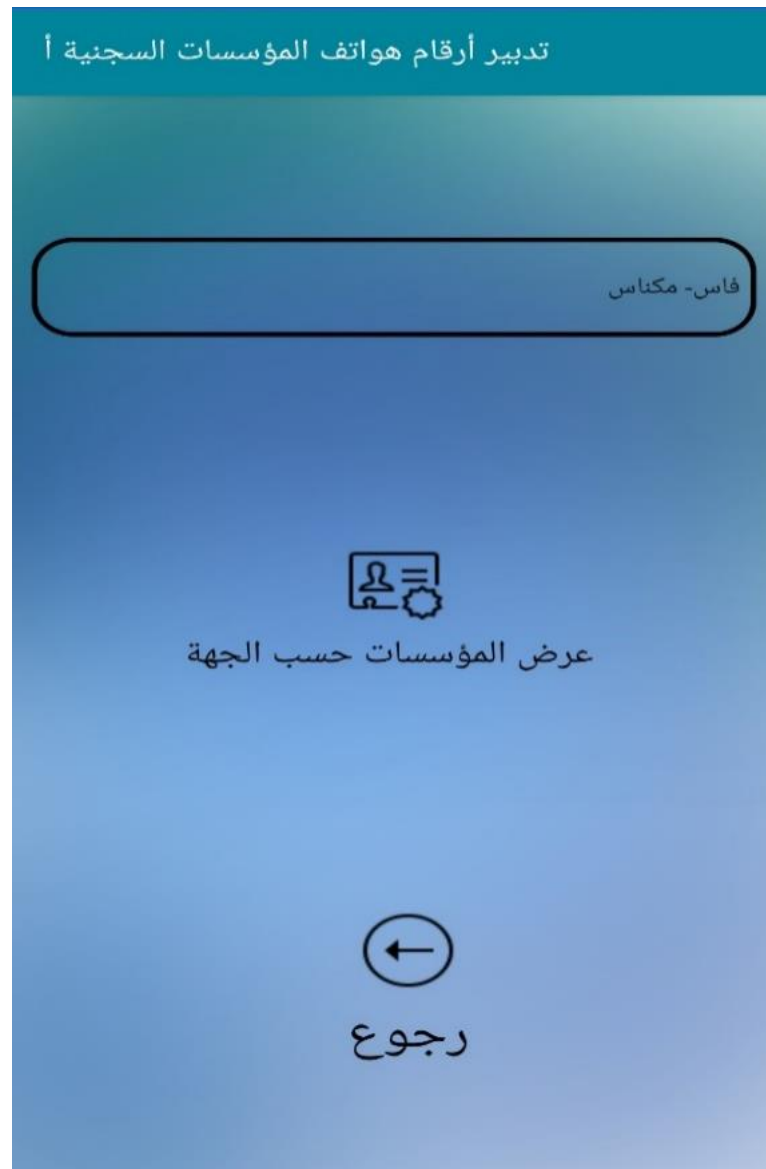 تدبير أرقام هواتف المؤسسات السجنية أ
فاس- مكناس
عرض المؤسسات حسب الجهة
رجوع